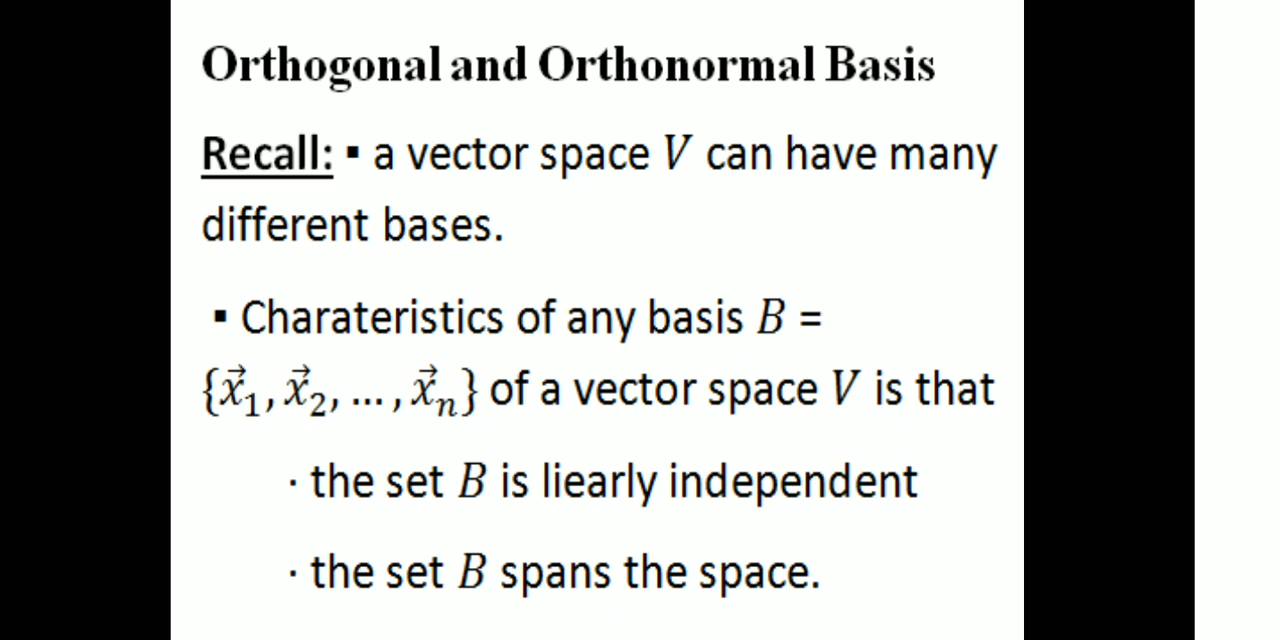 Orthogonal and Orthonormal Basis
Recall: ▪ a vector space V can have many
different bases.
▪ Charateristics of any basis B =
{x⃗₁, x⃗₂, … , x⃗ₙ} of a vector space V is that
· the set B is liearly independent
· the set B spans the space.